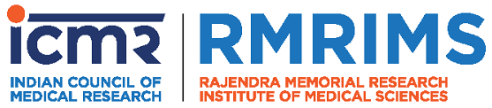 icmr
INDIAN COUNCIL OF
MEDICAL RESEARCH
RMRIMS
RAJENDRA MEMORIAL RESEARCH
INSTITUTE OF MEDICAL SCIENCES